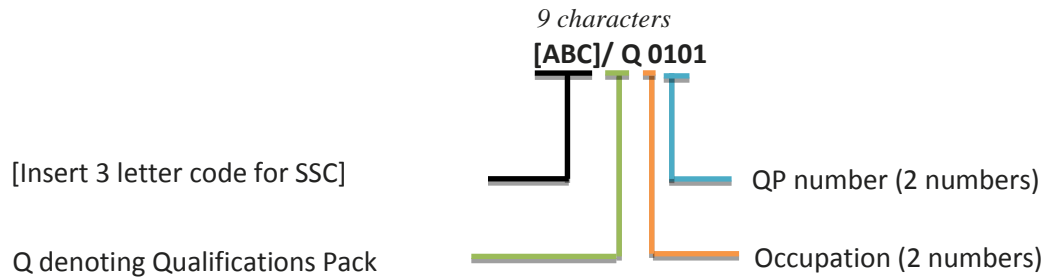 9 characters
[ABC]/ Q 0101
[Insert 3 letter code for SSC]
QP number (2 numbers)
Q denoting Qualifications Pack
Occupation (2 numbers)